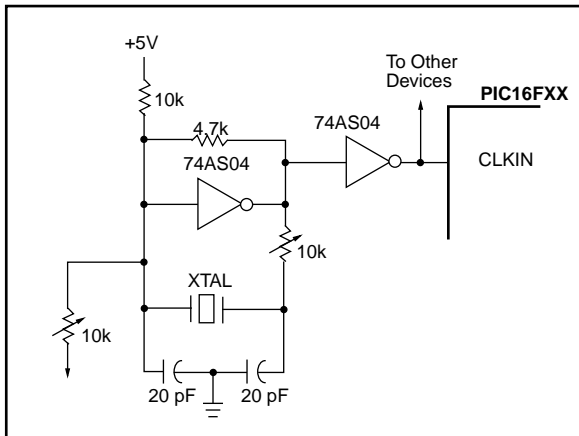 +5V
To Other
Devices
PIC16FXX
10k
4.7k
74AS04
74AS04
CLKIN
10k
XTAL
10k
20 pF
20 pF